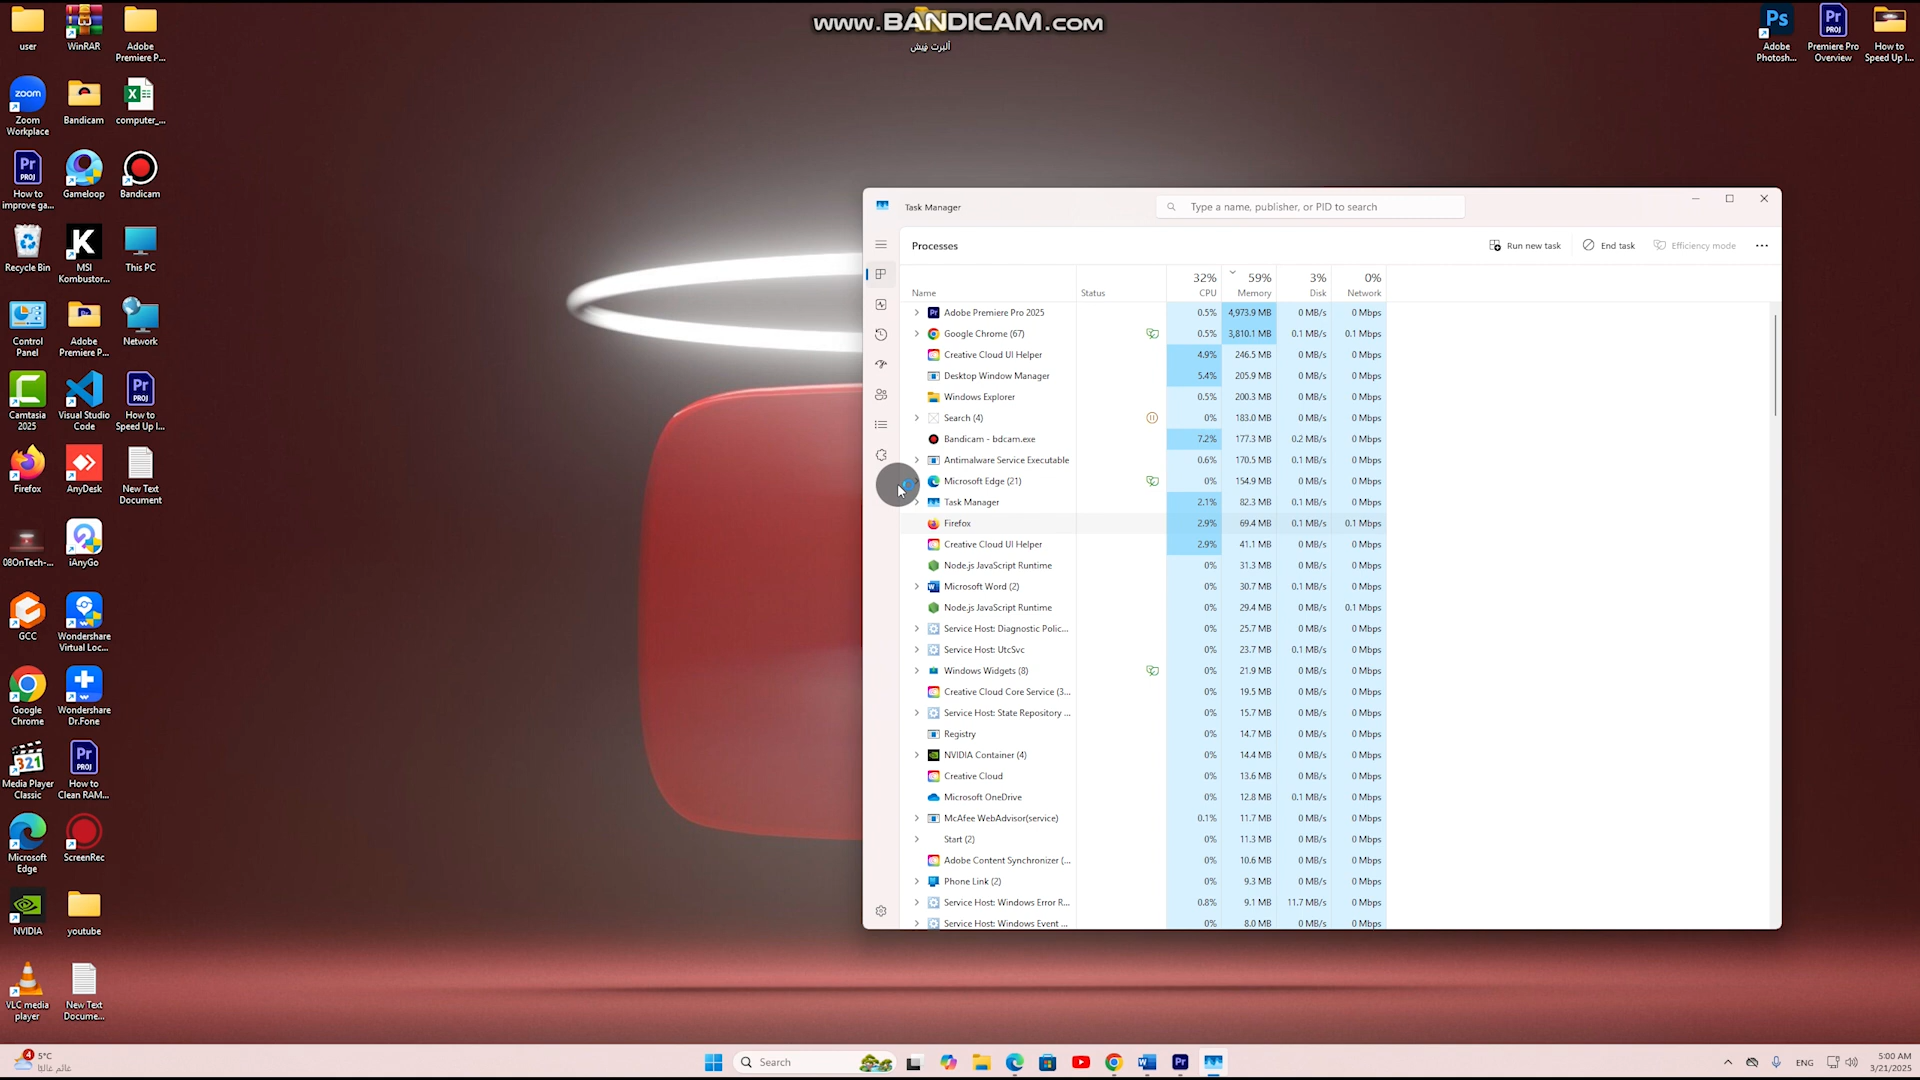 www.BANDICAM.com
ألبرت فيش
user
WinRAR
Adobe
Premiere P...
Adobe
Photosh...
Premiere Pro
Overview
How to
Speed Up l...
zoom
Zoom
Workplace
Bandicam
computer_...
How to
improve ga...
Gameloop
Bandicam
Recycle Bin
MSI
Kombustor...
This PC
Control
Panel
Adobe
Premiere P...
Network
Camtasia
2025
Visual Studio
Code
How to
Speed Up l...
Firefox
AnyDesk
New Text
Document
08OnTech-...
iAnyGo
GCC
Wondershare
Virtual Loc...
Google
Chrome
Wondershare
Dr.Fone
Media Player
Classic
How to
Clean RAM...
Microsoft
Edge
ScreenRec
NVIDIA
youtube
VLC media
player
New Text
Docume...
Task Manager
Type a name, publisher, or PID to search
Processes
Run new task
End task
Efficiency mode
32% 59% 3% 0%
Name Status CPU Memory Disk Network
Adobe Premiere Pro 2025 0.5% 4,973.9 MB 0 MB/s 0 Mbps
Google Chrome (67) 0.5% 3,810.1 MB 0.1 MB/s 0.1 Mbps
Creative Cloud UI Helper 4.9% 246.5 MB 0 MB/s 0 Mbps
Desktop Window Manager 5.4% 205.9 MB 0 MB/s 0 Mbps
Windows Explorer 0.5% 200.3 MB 0 MB/s 0 Mbps
Search (4) 0% 183.0 MB 0 MB/s 0 Mbps
Bandicam - bdcam.exe 7.2% 177.3 MB 0.2 MB/s 0 Mbps
Antimalware Service Executable 0.6% 170.5 MB 0.1 MB/s 0 Mbps
Microsoft Edge (21) 0% 154.9 MB 0 MB/s 0 Mbps
Task Manager 2.1% 82.3 MB 0.1 MB/s 0 Mbps
Firefox 2.9% 69.4 MB 0.1 MB/s 0.1 Mbps
Creative Cloud UI Helper 2.9% 41.1 MB 0 MB/s 0 Mbps
Node.js JavaScript Runtime 0% 31.3 MB 0 MB/s 0 Mbps
Microsoft Word (2) 0% 30.7 MB 0.1 MB/s 0 Mbps
Node.js JavaScript Runtime 0% 29.4 MB 0 MB/s 0.1 Mbps
Service Host: Diagnostic Polic... 0% 25.7 MB 0 MB/s 0 Mbps
Service Host: UtcSvc 0% 23.7 MB 0.1 MB/s 0 Mbps
Windows Widgets (8) 0% 21.9 MB 0 MB/s 0 Mbps
Creative Cloud Core Service (3... 0% 19.5 MB 0 MB/s 0 Mbps
Service Host: State Repository ... 0% 15.7 MB 0 MB/s 0 Mbps
Registry 0% 14.7 MB 0 MB/s 0 Mbps
NVIDIA Container (4) 0% 14.4 MB 0 MB/s 0 Mbps
Creative Cloud 0% 13.6 MB 0 MB/s 0 Mbps
Microsoft OneDrive 0% 12.8 MB 0.1 MB/s 0 Mbps
McAfee WebAdvisor(service) 0.1% 11.7 MB 0 MB/s 0 Mbps
Start (2) 0% 11.3 MB 0 MB/s 0 Mbps
Adobe Content Synchronizer (... 0% 10.6 MB 0 MB/s 0 Mbps
Phone Link (2) 0% 9.3 MB 0 MB/s 0 Mbps
Service Host: Windows Error R... 0.8% 9.1 MB 11.7 MB/s 0 Mbps
Service Host: Windows Event ... 0% 8.0 MB 0 MB/s 0 Mbps
4
5°C
غائم غالبًا
Search
ENG
5:00 AM
3/21/2025